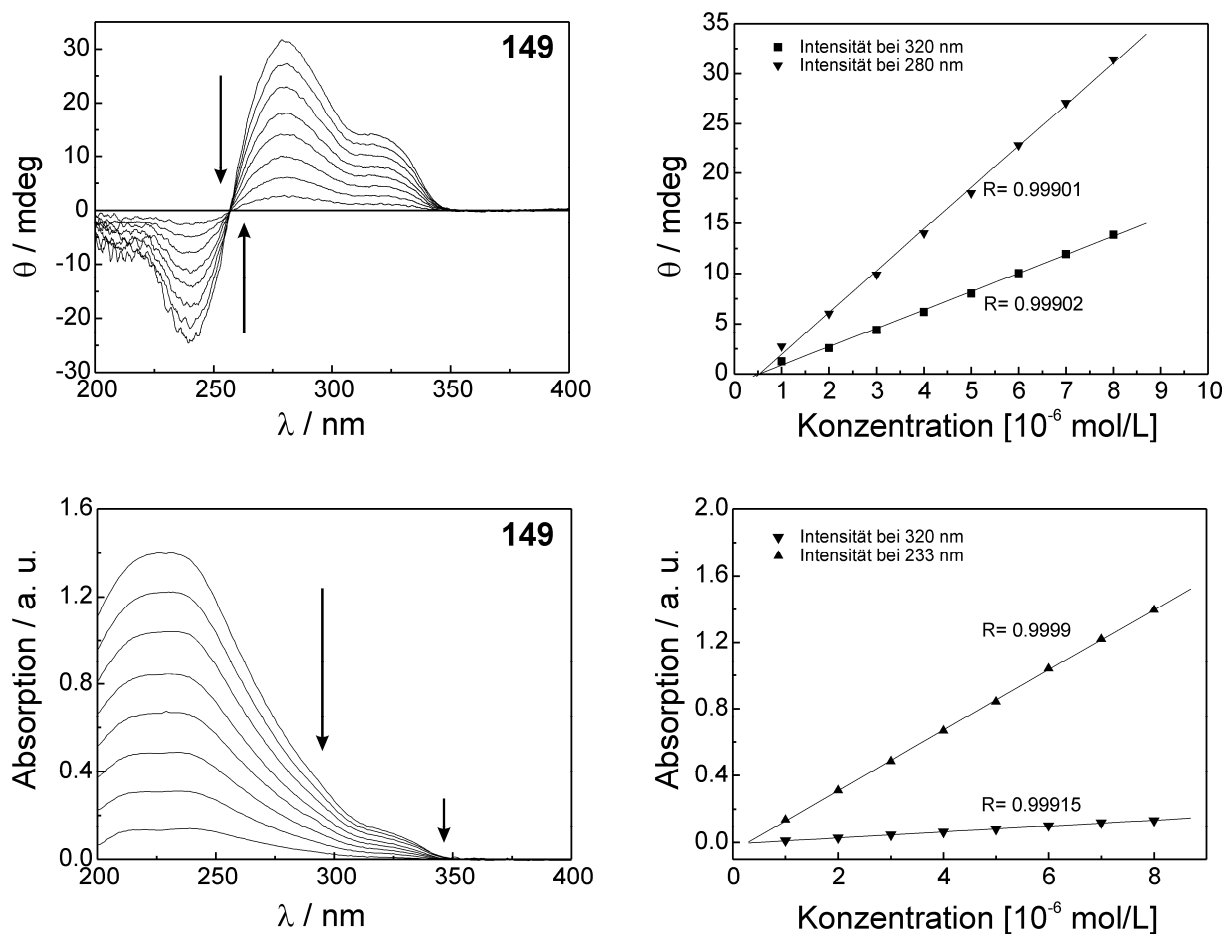 149
30
20
10
0
-10
-20
-30
200 250 300 350 400
θ / mdeg
λ / nm
35
30
25
20
15
10
5
0
0 1 2 3 4 5 6 7 8 9 10
Intensität bei 320 nm
Intensität bei 280 nm
R= 0.99901
R= 0.99902
θ / mdeg
Konzentration [10⁻⁶ mol/L]
149
1.6
1.2
0.8
0.4
0.0
200 250 300 350 400
Absorption / a. u.
λ / nm
2.0
1.6
1.2
0.8
0.4
0.0
0 2 4 6 8
Intensität bei 320 nm
Intensität bei 233 nm
R= 0.9999
R= 0.99915
Absorption / a. u.
Konzentration [10⁻⁶ mol/L]